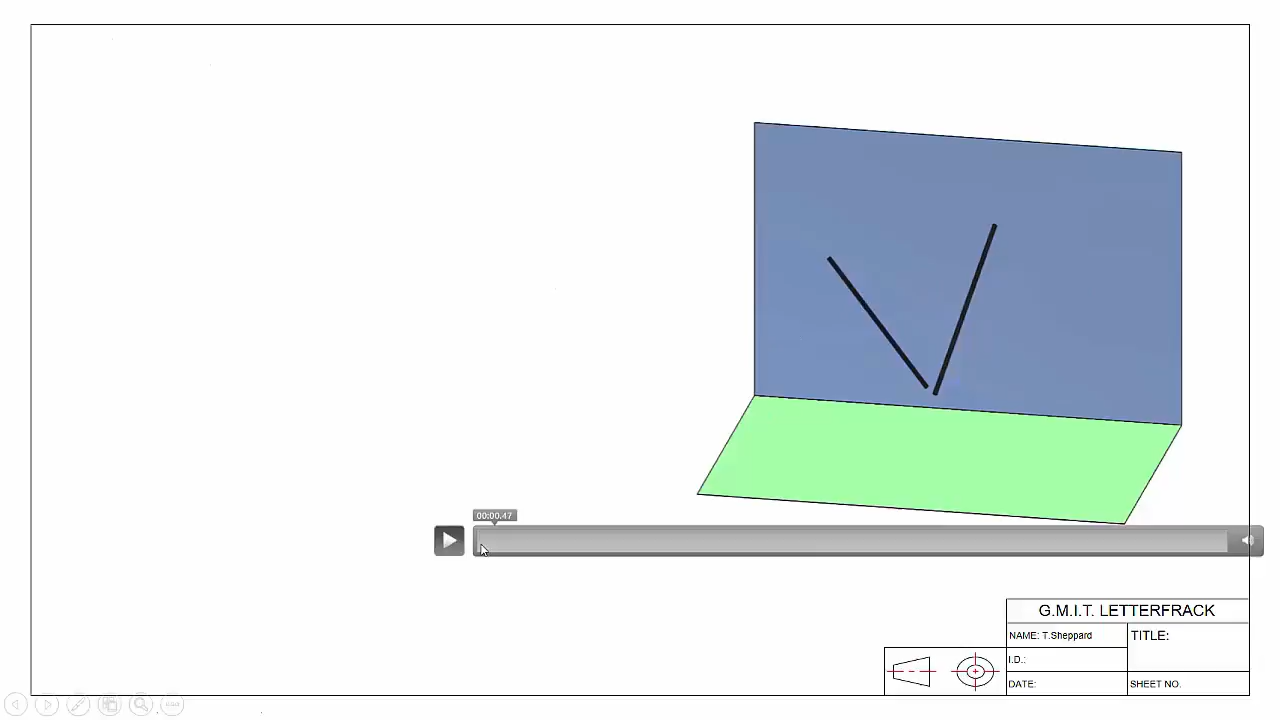 00:00.47
G.M.I.T. LETTERFRACK
NAME: T.Sheppard
TITLE:
I.D.:
DATE:
SHEET NO.